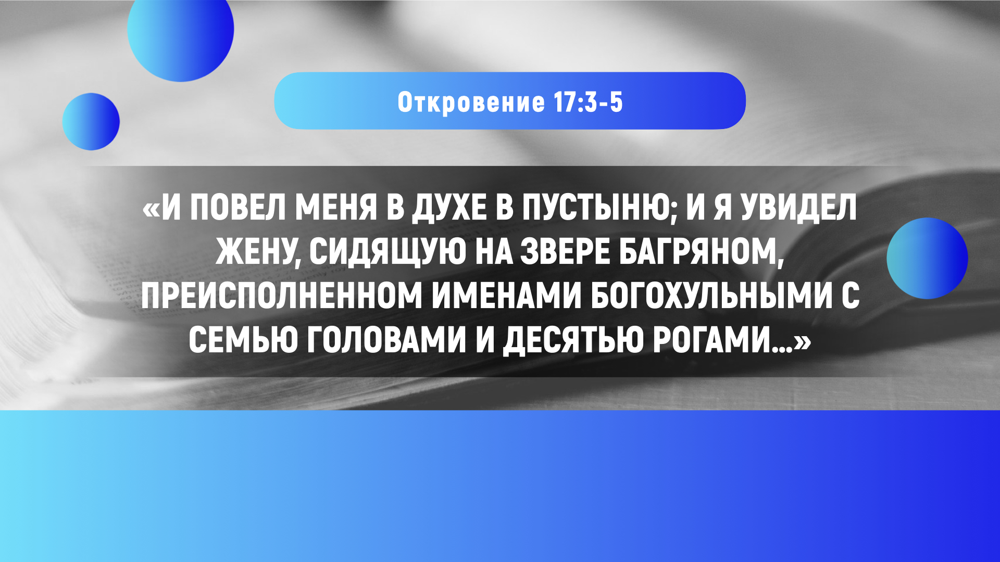 Откровение 17:3-5
«И ПОВЕЛ МЕНЯ В ДУХЕ В ПУСТЫНЮ; И Я УВИДЕЛ
ЖЕНУ, СИДЯЩУЮ НА ЗВЕРЕ БАГРЯНОМ,
ПРЕИСПОЛНЕННОМ ИМЕНАМИ БОГОХУЛЬНЫМИ С
СЕМЬЮ ГОЛОВАМИ И ДЕСЯТЬЮ РОГАМИ...»